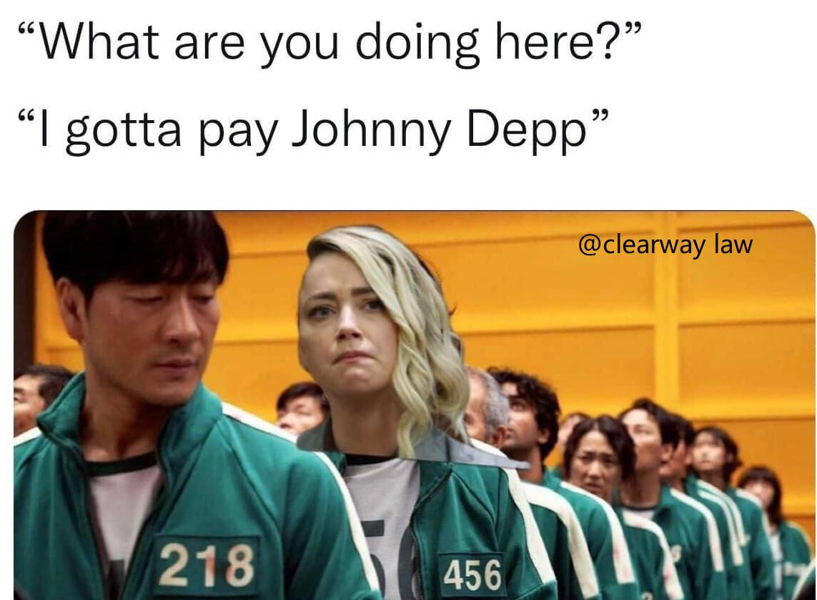 “What are you doing here?”
“I gotta pay Johnny Depp”
@clearway law
218
456